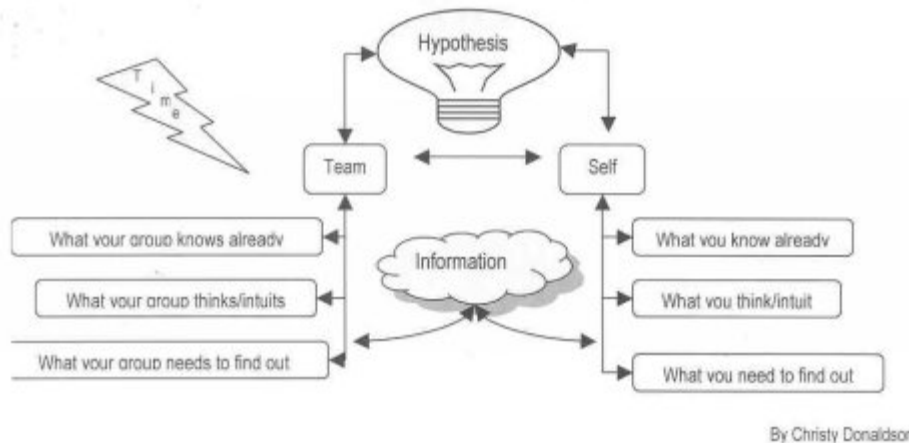 Hypothesis
Time
Team
Self
What your group knows already
What you know already
Information
What your group thinks/intuits
What you think/intuit
What your group needs to find out
What you need to find out
By Christy Donaldson